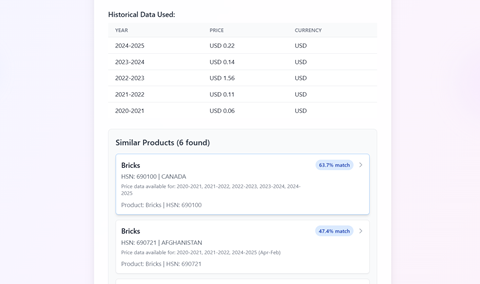 Historical Data Used:
YEAR PRICE CURRENCY
2024-2025 USD 0.22 USD
2023-2024 USD 0.14 USD
2022-2023 USD 1.56 USD
2021-2022 USD 0.11 USD
2020-2021 USD 0.06 USD
Similar Products (6 found)
Bricks 63.7% match
HSN: 690100 | CANADA
Price data available for: 2020-2021, 2021-2022, 2022-2023, 2023-2024, 2024-
2025
Product: Bricks | HSN: 690100
Bricks 47.4% match
HSN: 690721 | AFGHANISTAN
Price data available for: 2020-2021, 2021-2022, 2024-2025 (Apr-Feb)
Product: Bricks | HSN: 690721